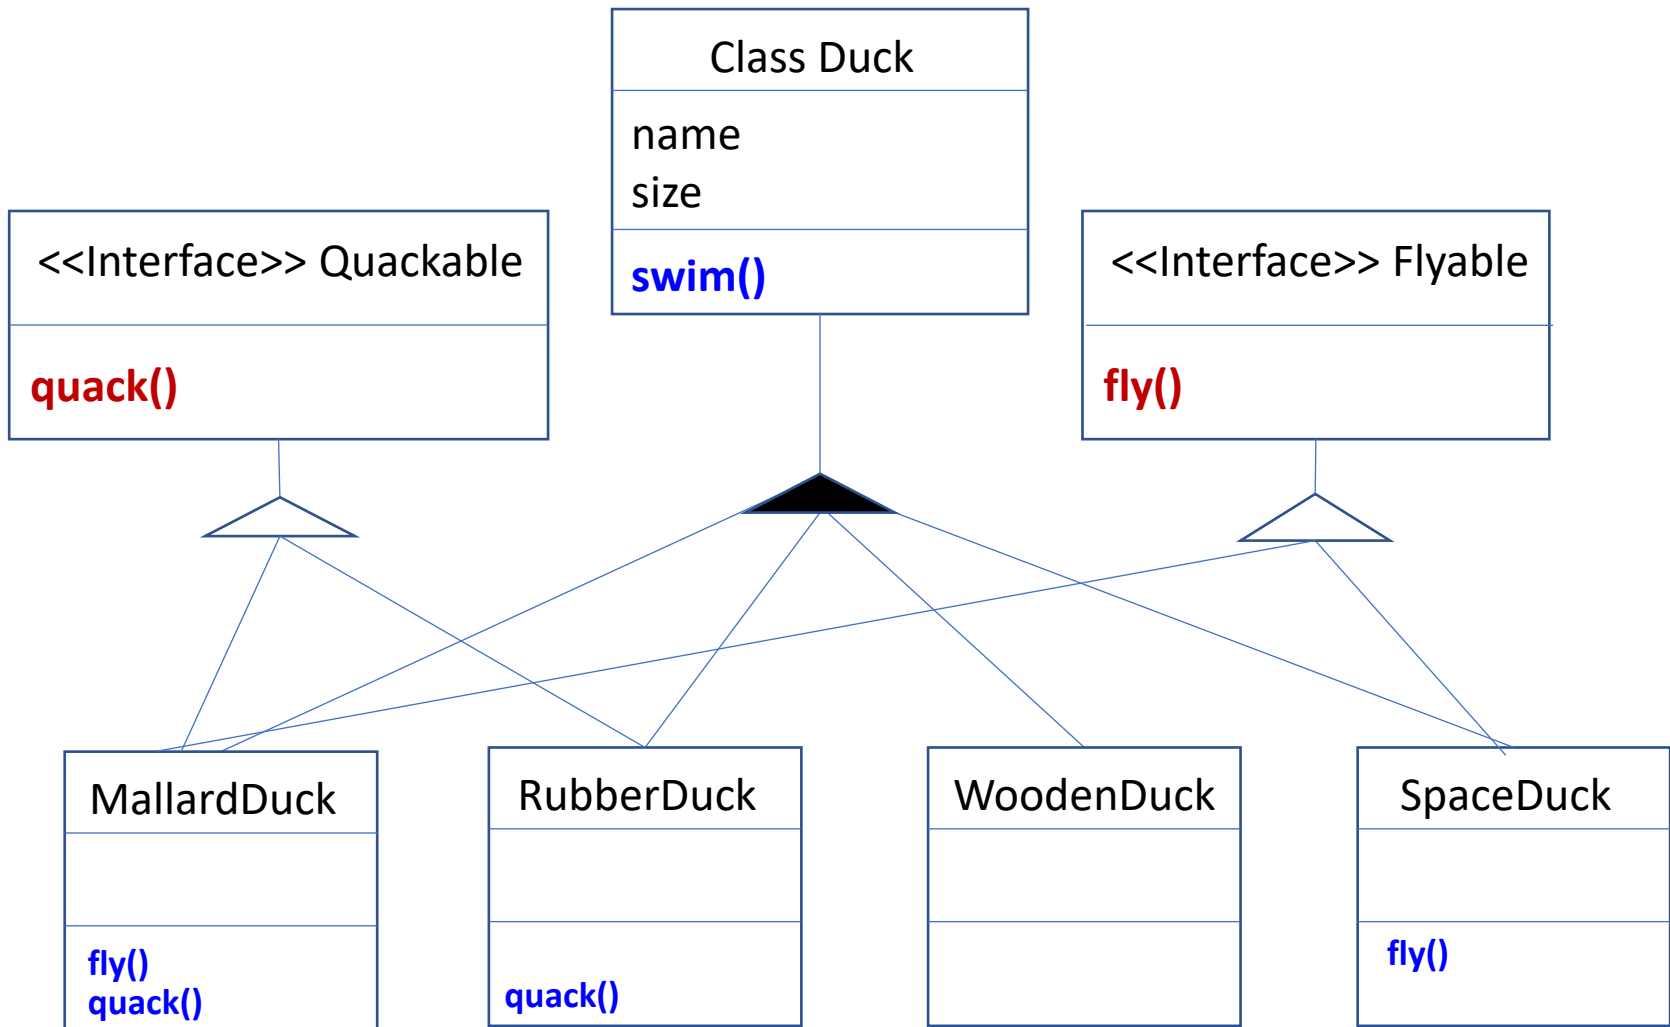 Class Duck
name
size
swim()
<<Interface>> Quackable
quack()
<<Interface>> Flyable
fly()
MallardDuck
fly()
quack()
RubberDuck
quack()
WoodenDuck
SpaceDuck
fly()